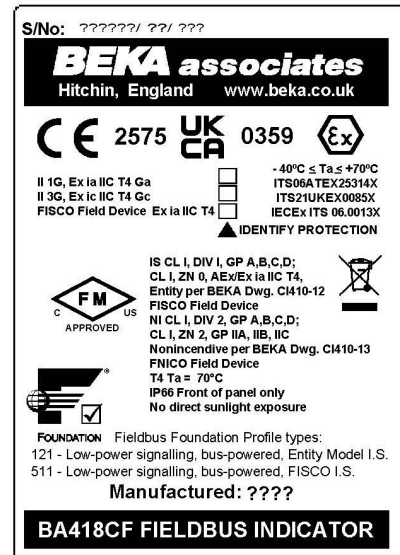 S/No: ??????/ ??/ ???
BEKA associates
Hitchin, England www.beka.co.uk
CE 2575 UK CA 0359 Ex
II 1G, Ex ia IIC T4 Ga
II 3G, Ex ic IIC T4 Gc
FISCO Field Device Ex ia IIC T4
- 40ºC ≤ Ta ≤ +70ºC
ITS06ATEX25314X
ITS21UKEX0085X
IECEx ITS 06.0013X
IDENTIFY PROTECTION
IS CL I, DIV I, GP A,B,C,D;
CL I, ZN 0, AEx/Ex ia IIC T4,
Entity per BEKA Dwg. CI410-12
FISCO Field Device
NI CL I, DIV 2, GP A,B,C,D;
CL I, ZN 2, GP IIA, IIB, IIC
Nonincendive per BEKA Dwg. CI410-13
FNICO Field Device
T4 Ta = 70ºC
IP66 Front of panel only
No direct sunlight exposure
FM
C US
APPROVED
F ®
FOUNDATION Fieldbus Foundation Profile types:
121 - Low-power signalling, bus-powered, Entity Model I.S.
511 - Low-power signalling, bus-powered, FISCO I.S.
Manufactured: ????
BA418CF FIELDBUS INDICATOR